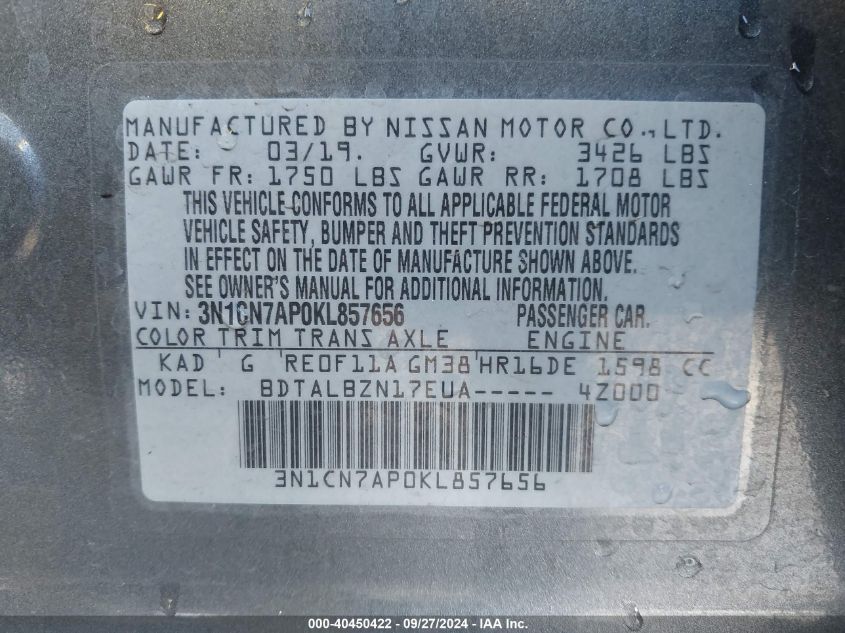 MANUFACTURED BY NISSAN MOTOR CO., LTD.
DATE: 03/19. GVWR: 3426 LBS
GAWR FR: 1750 LBS GAWR RR: 1708 LBS
THIS VEHICLE CONFORMS TO ALL APPLICABLE FEDERAL MOTOR
VEHICLE SAFETY, BUMPER AND THEFT PREVENTION STANDARDS
IN EFFECT ON THE DATE OF MANUFACTURE SHOWN ABOVE.
SEE OWNER'S MANUAL FOR ADDITIONAL INFORMATION.
VIN: 3N1CN7AP0KL857656 PASSENGER CAR.
COLOR TRIM TRANS AXLE ENGINE
KAD G RE0F11A GM38 HR16DE 1598 CC
MODEL: BDTALBZN17EUA----- 4Z000
3N1CN7AP0KL857656
000-40450422 - 09/27/2024 - IAA Inc.